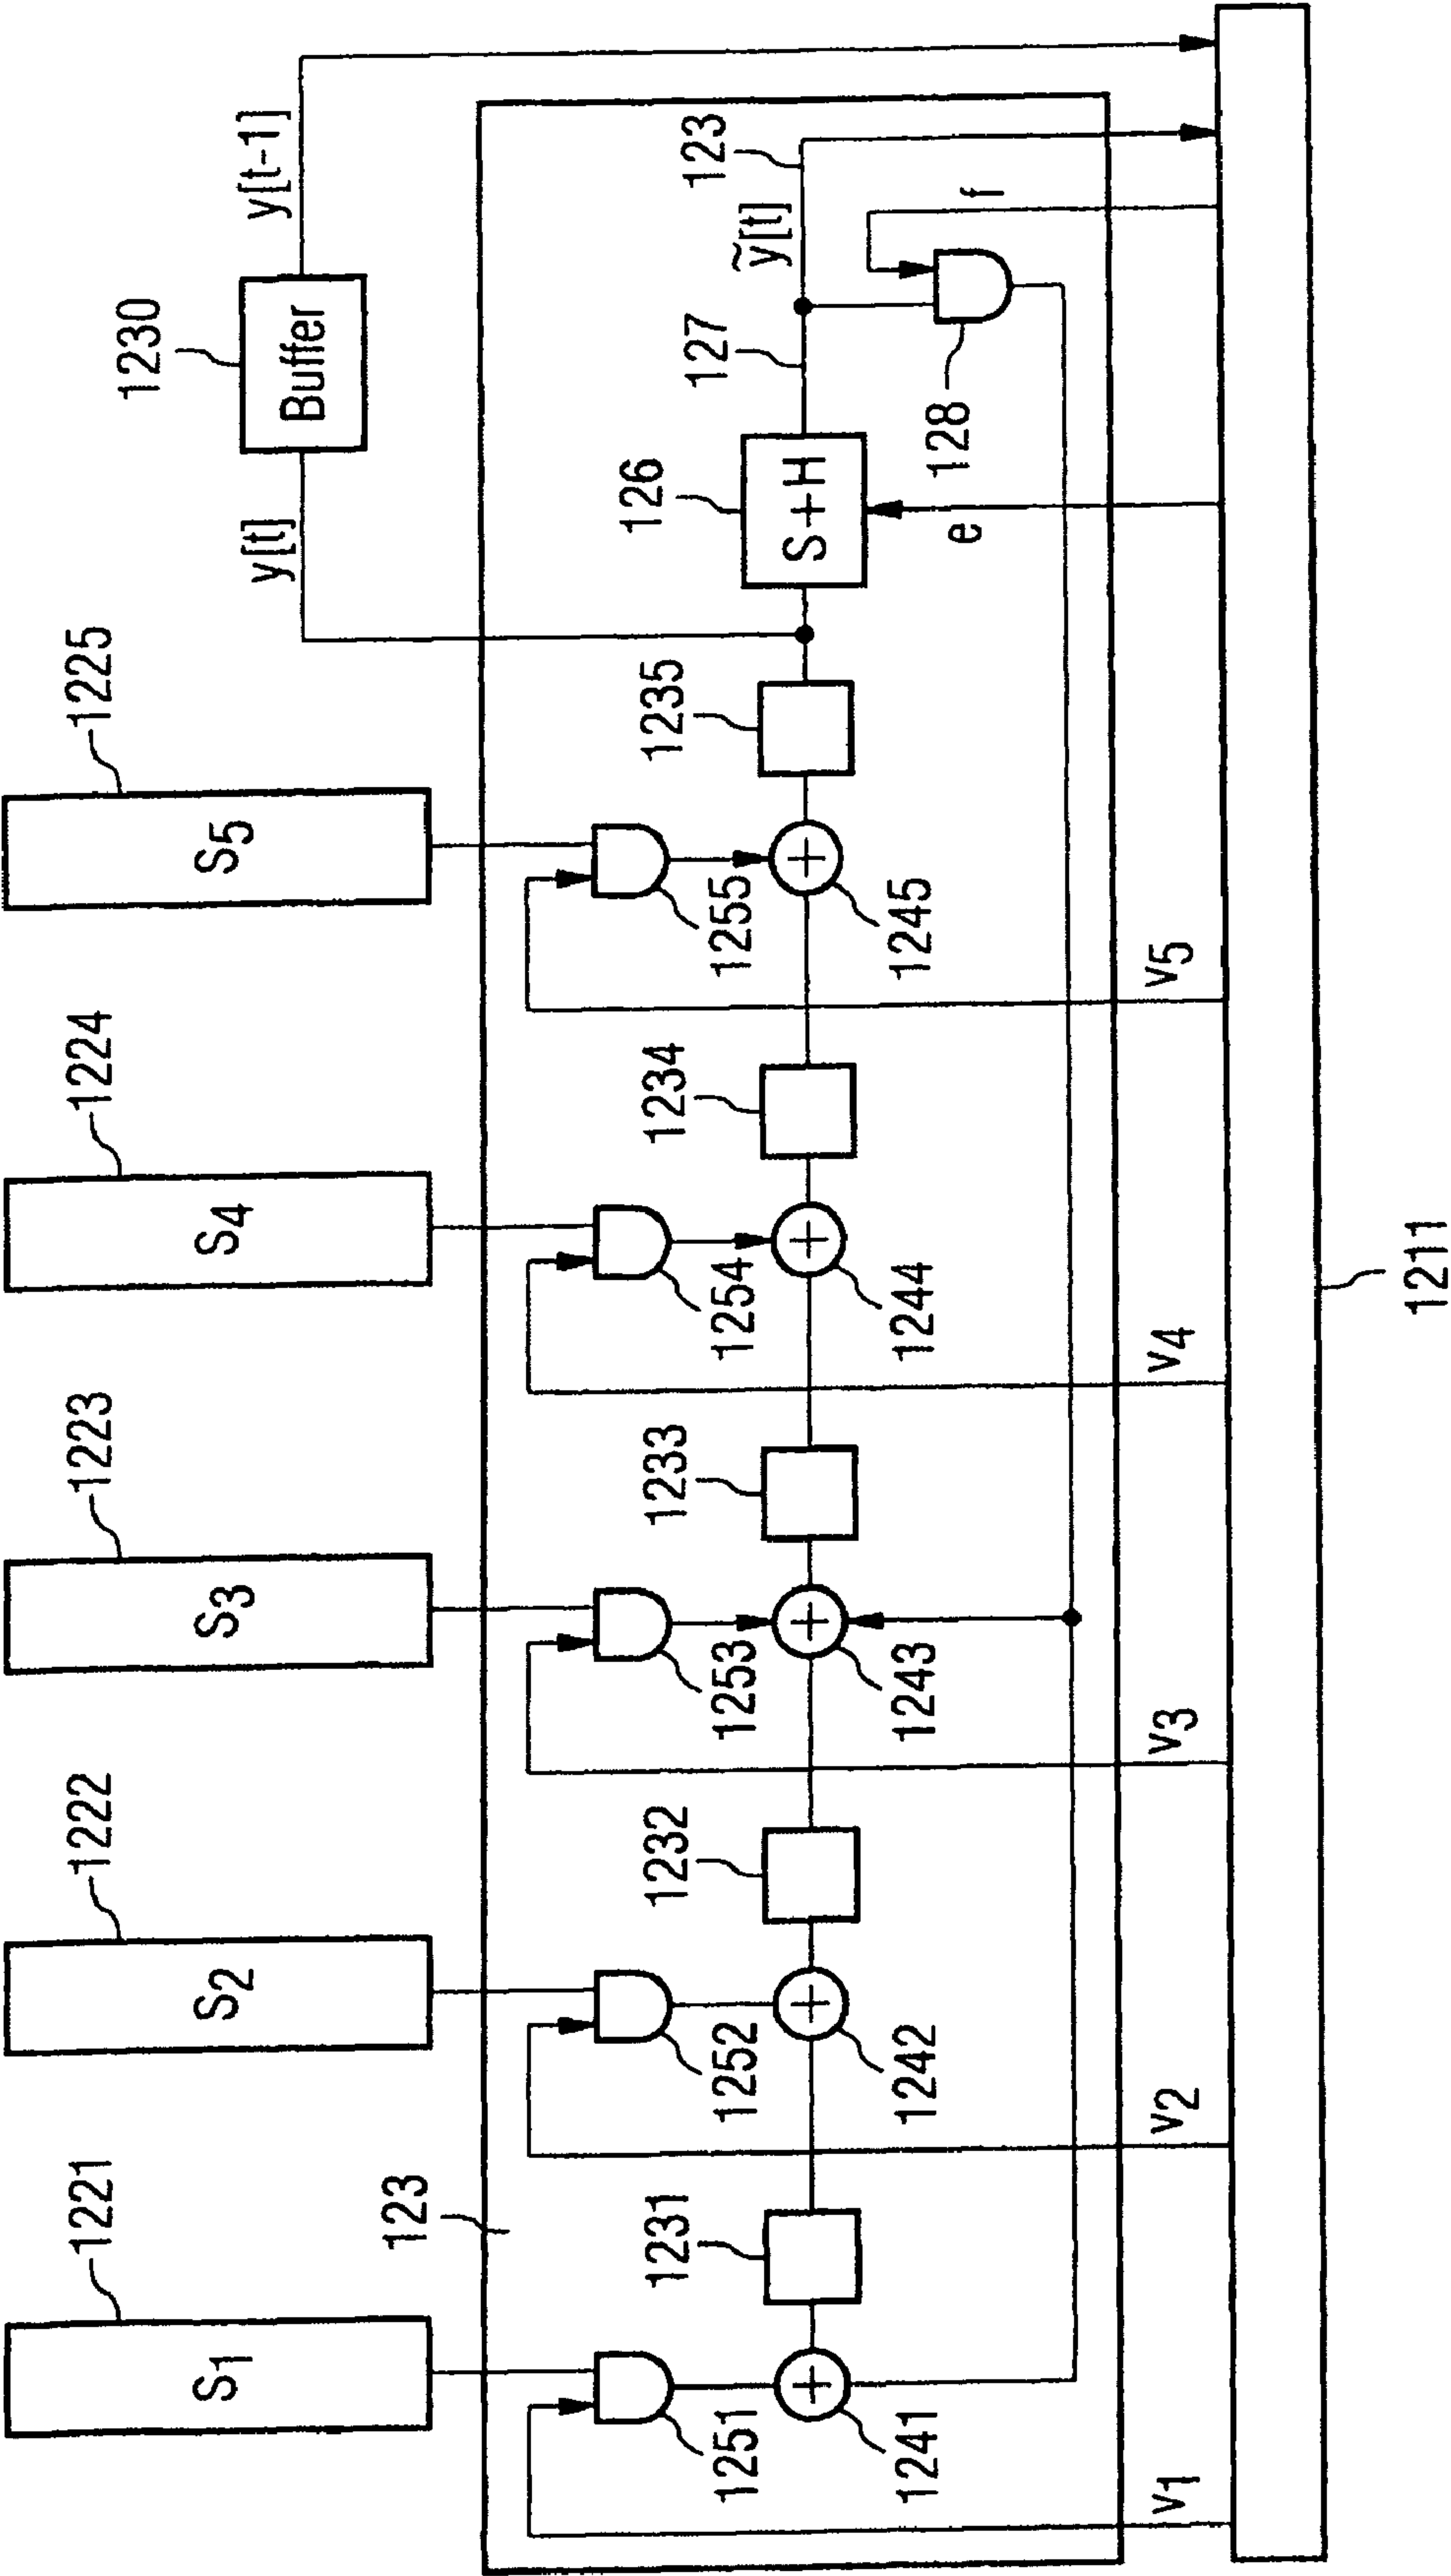 1221
1222
1223
1224
1225
1230
S1
S2
S3
S4
S5
y[t]
Buffer
y[t-1]
123
1251
1252
1253
1254
1255
1231
1232
1233
1234
1235
126
127
123
S+H
ỹ[t]
1241
1242
1243
1244
1245
128
e
f
v1
v2
v3
v4
v5
1211